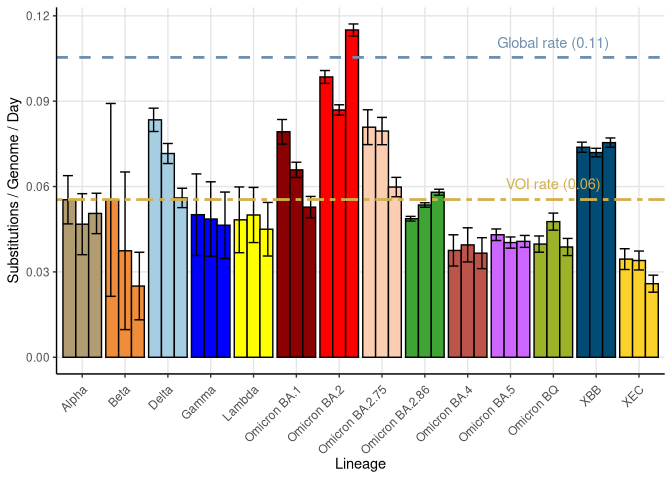 Substitutions / Genome / Day
0.12
0.09
0.06
0.03
0.00
Global rate (0.11)
VOI rate (0.06)
Alpha
Beta
Delta
Gamma
Lambda
Omicron BA.1
Omicron BA.2
Omicron BA.2.75
Omicron BA.2.86
Omicron BA.4
Omicron BA.5
Omicron BQ
XBB
XEC
Lineage